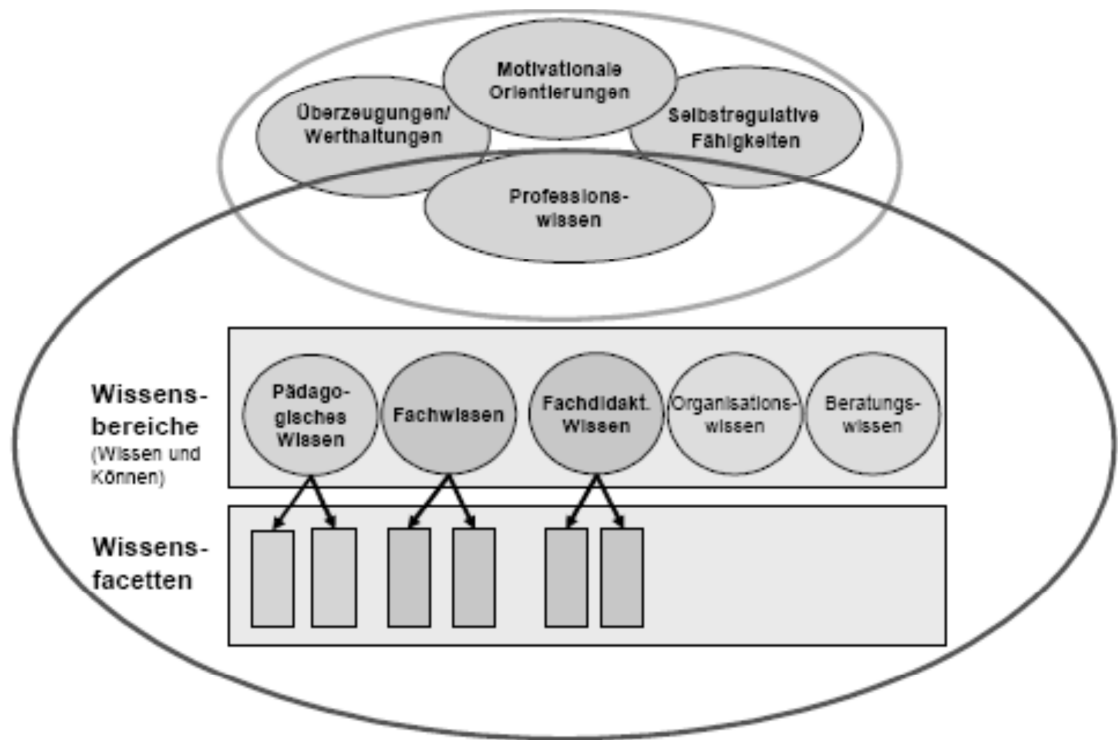 Motivationale
Orientierungen
Überzeugungen/
Werthaltungen
Selbstregulative
Fähigkeiten
Professions-
wissen
Wissens-
bereiche
(Wissen und
Können)
Pädago-
gisches
Wissen
Fachwissen
Fachdidakt.
Wissen
Organisations-
wissen
Beratungs-
wissen
Wissens-
facetten